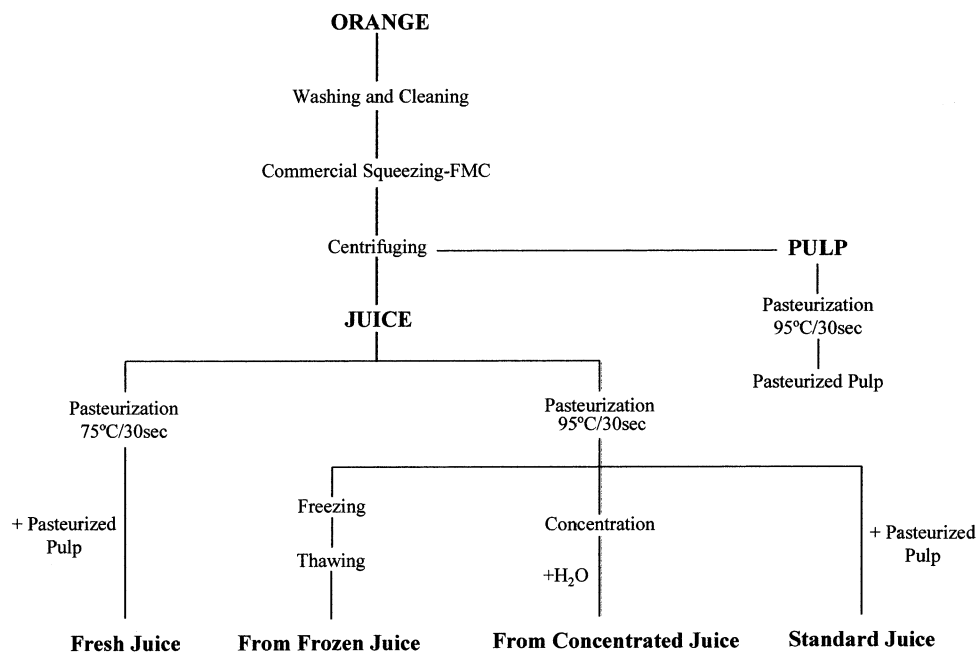 ORANGE
Washing and Cleaning
Commercial Squeezing-FMC
Centrifuging
PULP
Pasteurization
95ºC/30sec
Pasteurized Pulp
JUICE
Pasteurization
75ºC/30sec
Pasteurization
95ºC/30sec
+ Pasteurized
Pulp
Freezing
Thawing
Concentration
+H₂O
+ Pasteurized
Pulp
Fresh Juice
From Frozen Juice
From Concentrated Juice
Standard Juice